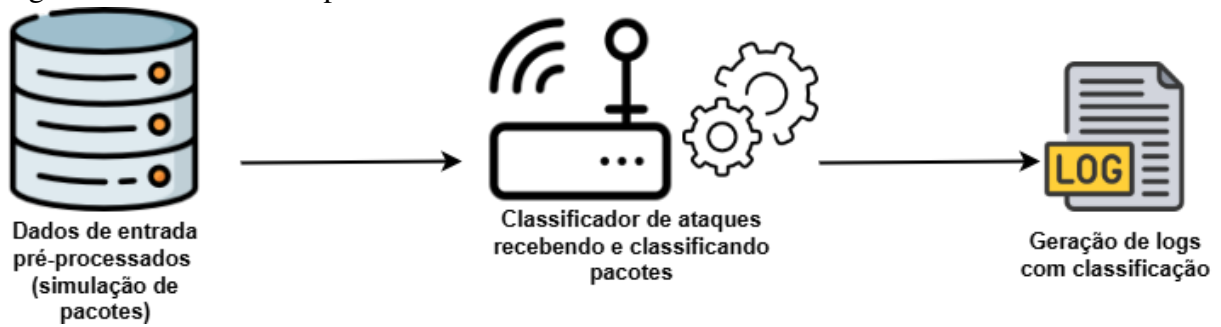 Dados de entrada
pré-processados
(simulação de
pacotes)
Classificador de ataques
recebendo e classificando
pacotes
LOG
Geração de logs
com classificação